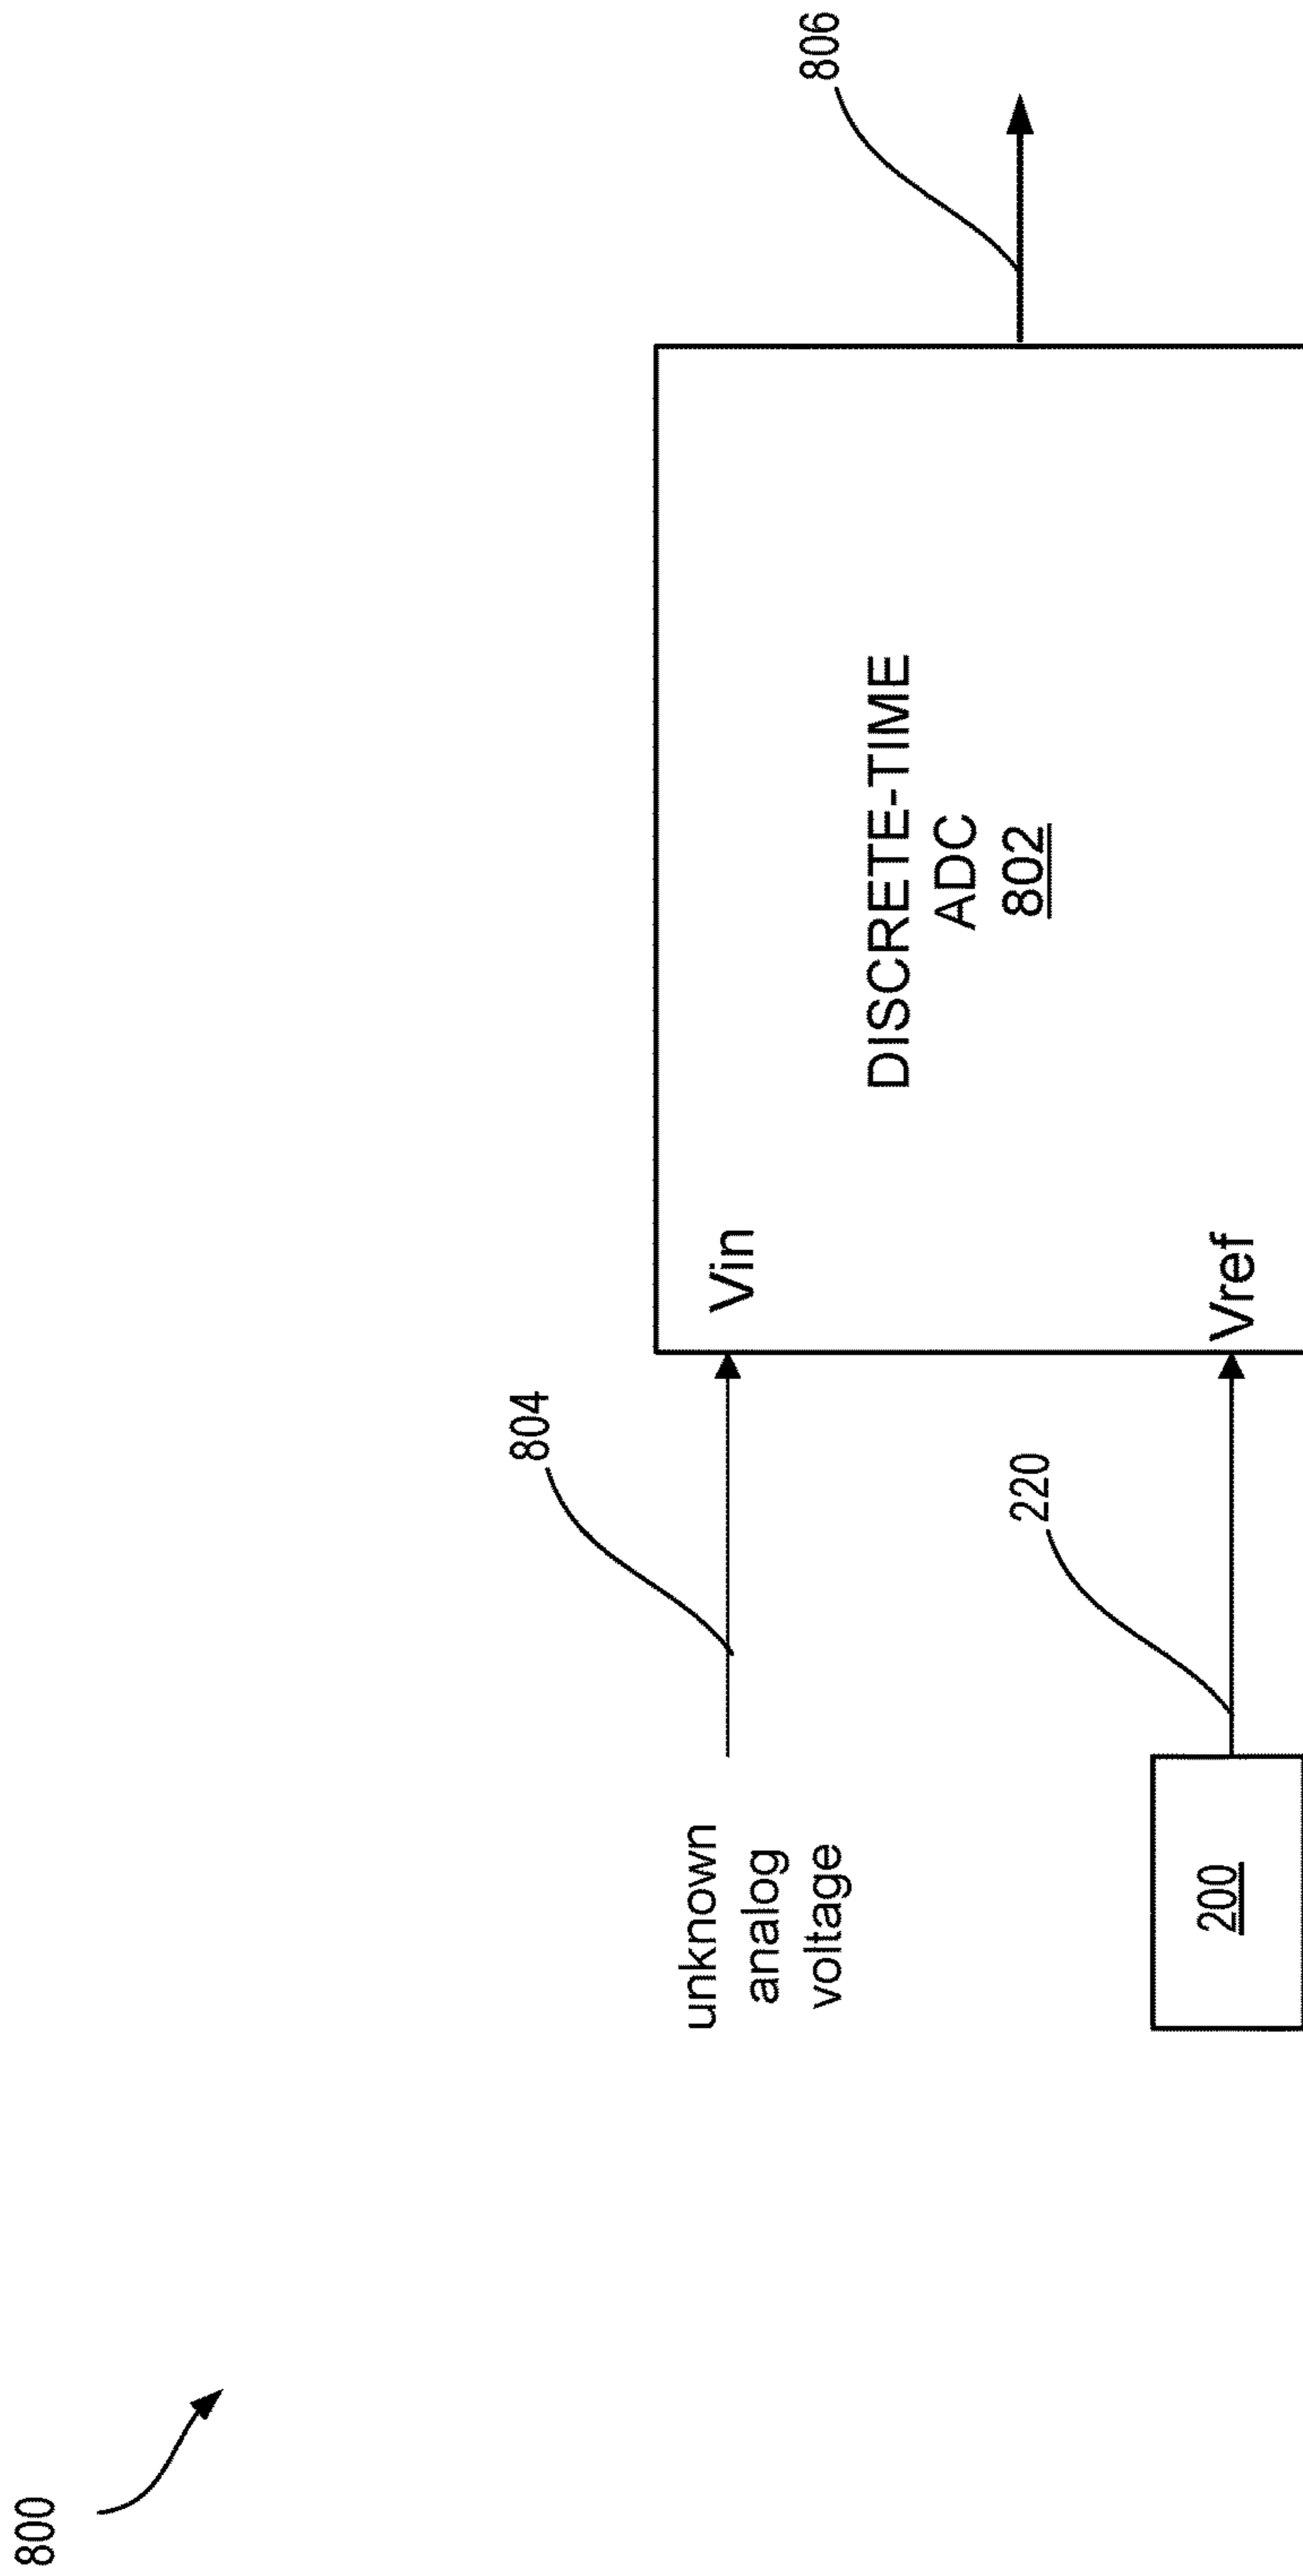 800
806
804
Vin
unknown
analog
voltage
DISCRETE-TIME
ADC
802
220
Vref
200